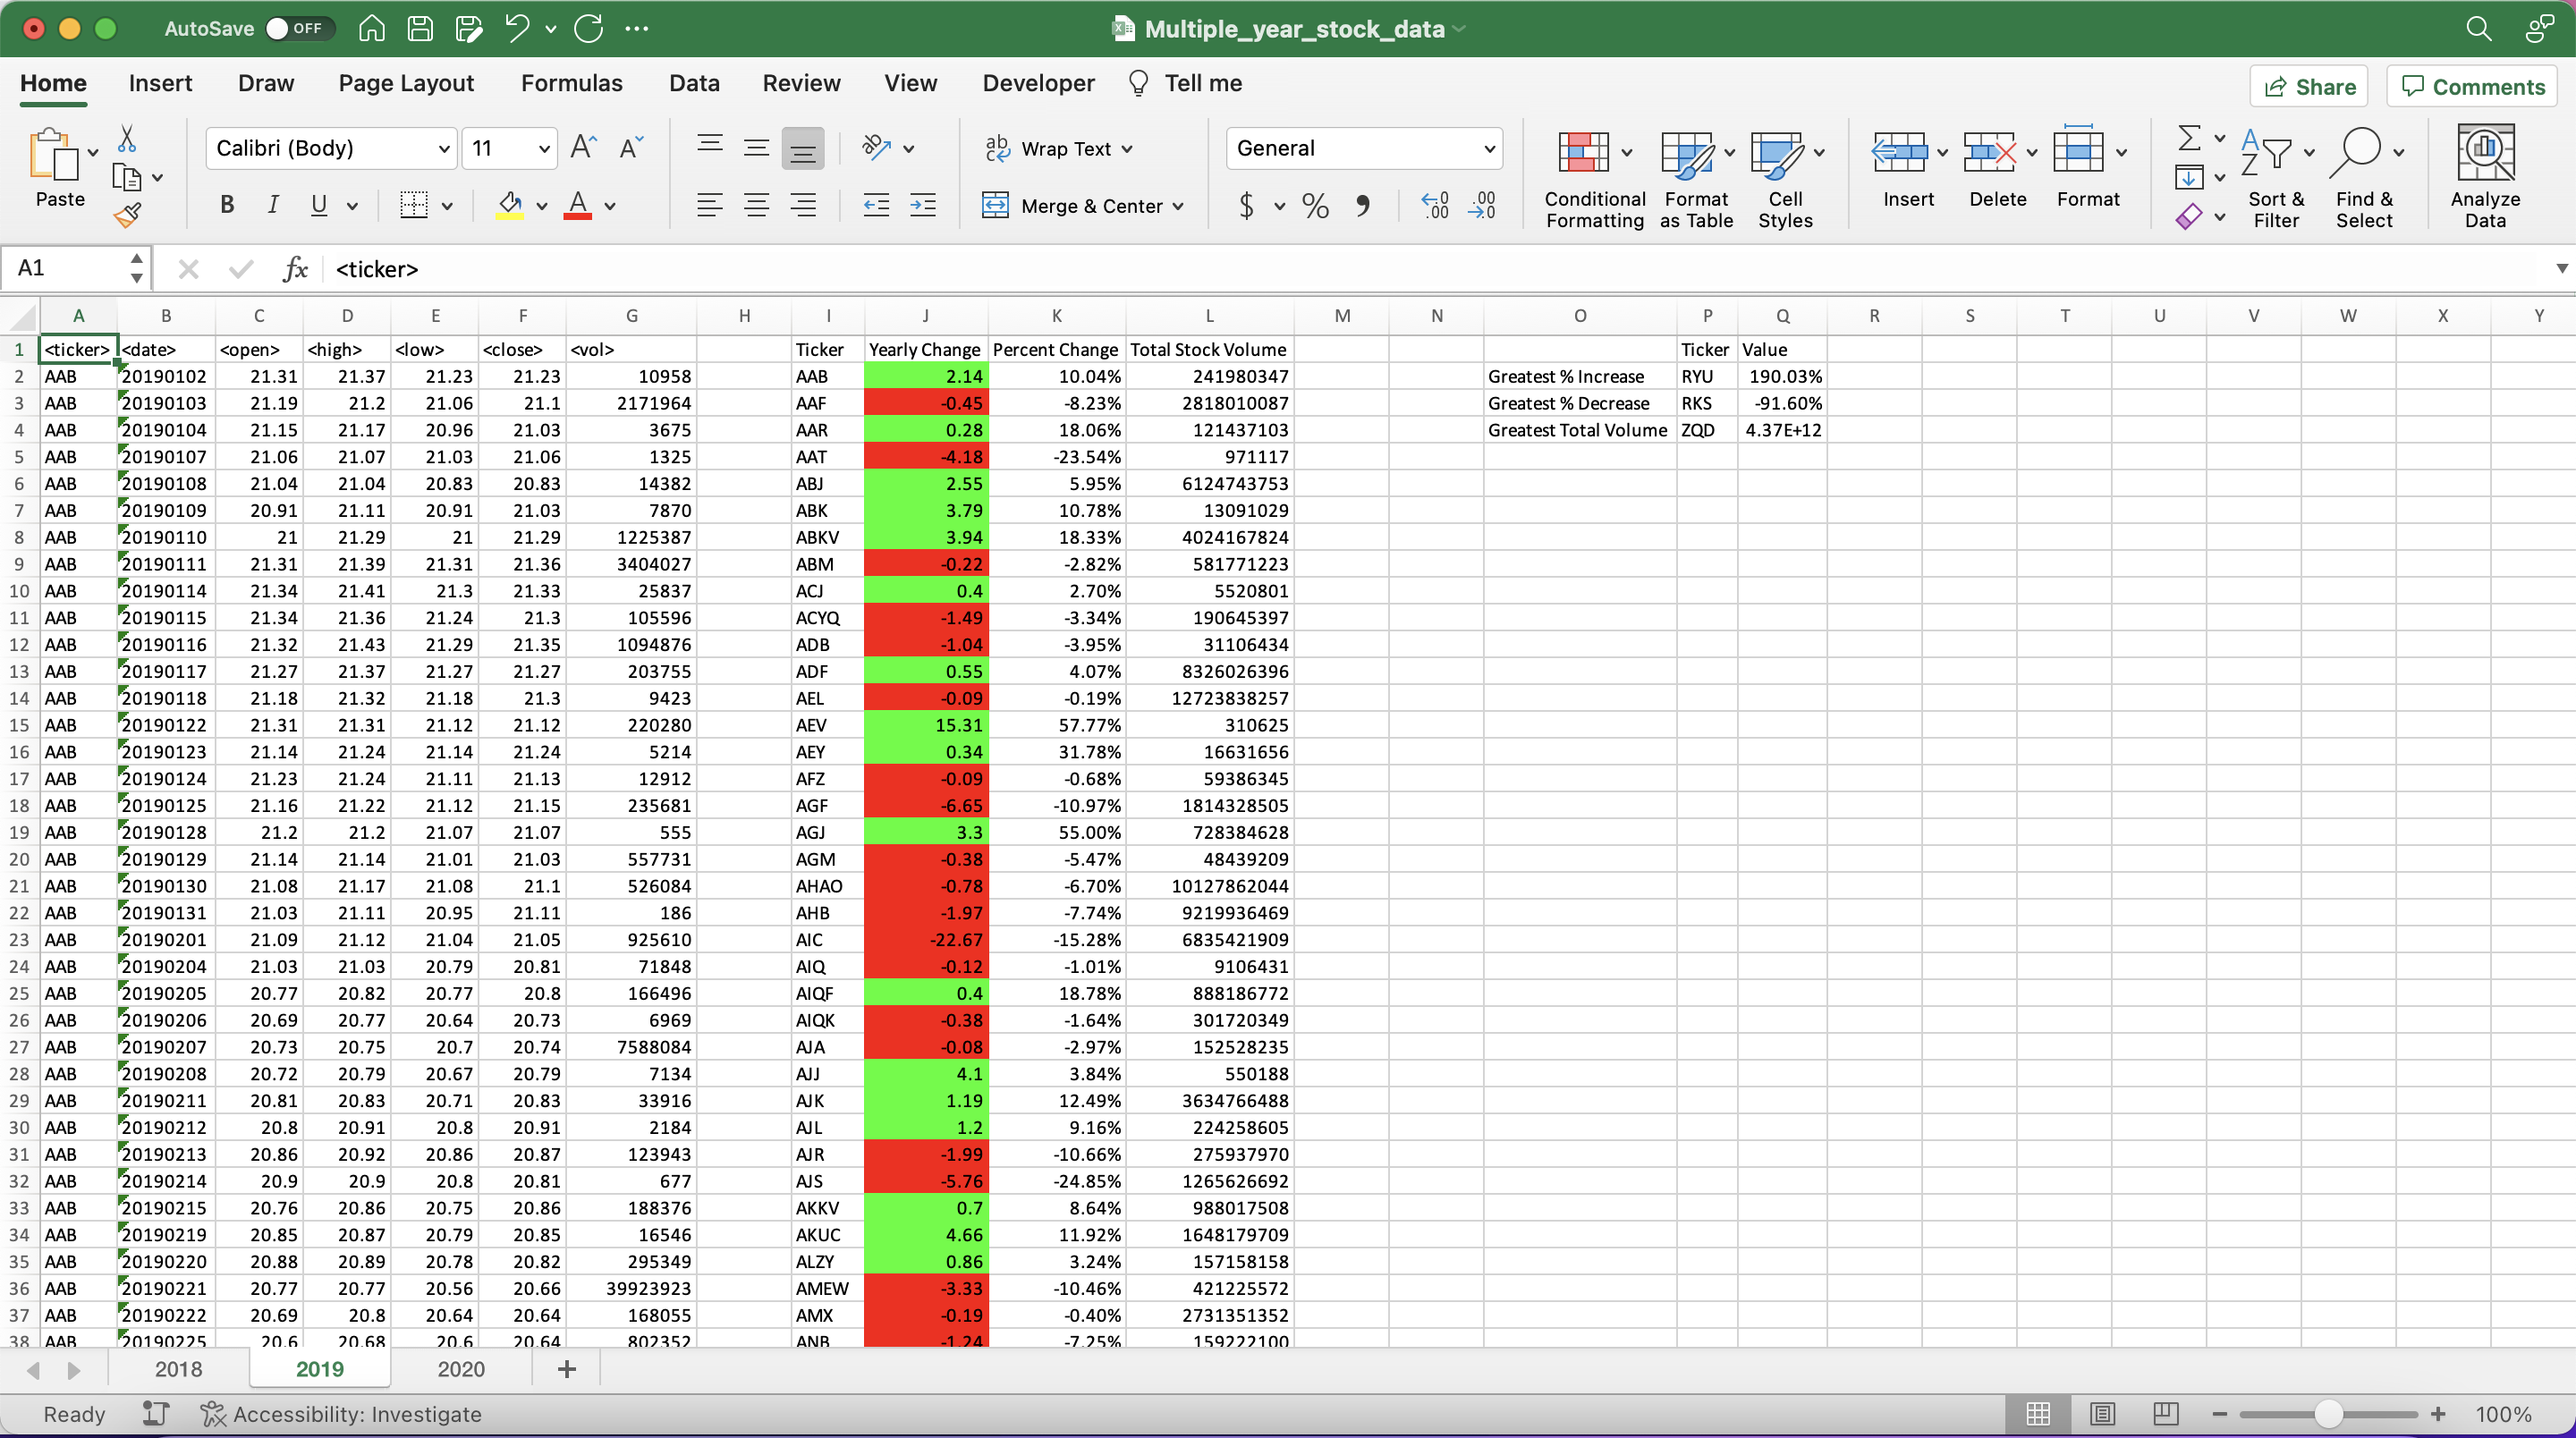 AutoSave OFF Multiple_year_stock_data
Home Insert Draw Page Layout Formulas Data Review View Developer Tell me Share Comments
Paste Calibri (Body) 11 Wrap Text General Conditional Formatting Format as Table Cell Styles Insert Delete Format Sort & Filter Find & Select Analyze Data
B I U A Merge & Center $ %
A1 fx <ticker>
A B C D E F G H I J K L M N O P Q R S T U V W X Y
1 <ticker> <date> <open> <high> <low> <close> <vol> Ticker Yearly Change Percent Change Total Stock Volume Ticker Value
2 AAB 20190102 21.31 21.37 21.23 21.23 10958 AAB 2.14 10.04% 241980347 Greatest % Increase RYU 190.03%
3 AAB 20190103 21.19 21.2 21.06 21.1 2171964 AAF -0.45 -8.23% 2818010087 Greatest % Decrease RKS -91.60%
4 AAB 20190104 21.15 21.17 20.96 21.03 3675 AAR 0.28 18.06% 121437103 Greatest Total Volume ZQD 4.37E+12
5 AAB 20190107 21.06 21.07 21.03 21.06 1325 AAT -4.18 -23.54% 971117
6 AAB 20190108 21.04 21.04 20.83 20.83 14382 ABJ 2.55 5.95% 6124743753
7 AAB 20190109 20.91 21.11 20.91 21.03 7870 ABK 3.79 10.78% 13091029
8 AAB 20190110 21 21.29 21 21.29 1225387 ABKV 3.94 18.33% 4024167824
9 AAB 20190111 21.31 21.39 21.31 21.36 3404027 ABM -0.22 -2.82% 581771223
10 AAB 20190114 21.34 21.41 21.3 21.33 25837 ACJ 0.4 2.70% 5520801
11 AAB 20190115 21.34 21.36 21.24 21.3 105596 ACYQ -1.49 -3.34% 190645397
12 AAB 20190116 21.32 21.43 21.29 21.35 1094876 ADB -1.04 -3.95% 31106434
13 AAB 20190117 21.27 21.37 21.27 21.27 203755 ADF 0.55 4.07% 8326026396
14 AAB 20190118 21.18 21.32 21.18 21.3 9423 AEL -0.09 -0.19% 12723838257
15 AAB 20190122 21.31 21.31 21.12 21.12 220280 AEV 15.31 57.77% 310625
16 AAB 20190123 21.14 21.24 21.14 21.24 5214 AEY 0.34 31.78% 16631656
17 AAB 20190124 21.23 21.24 21.11 21.13 12912 AFZ -0.09 -0.68% 59386345
18 AAB 20190125 21.16 21.22 21.12 21.15 235681 AGF -6.65 -10.97% 1814328505
19 AAB 20190128 21.2 21.2 21.07 21.07 555 AGJ 3.3 55.00% 728384628
20 AAB 20190129 21.14 21.14 21.01 21.03 557731 AGM -0.38 -5.47% 48439209
21 AAB 20190130 21.08 21.17 21.08 21.1 526084 AHAO -0.78 -6.70% 10127862044
22 AAB 20190131 21.03 21.11 20.95 21.11 186 AHB -1.97 -7.74% 9219936469
23 AAB 20190201 21.09 21.12 21.04 21.05 925610 AIC -22.67 -15.28% 6835421909
24 AAB 20190204 21.03 21.03 20.79 20.81 71848 AIQ -0.12 -1.01% 9106431
25 AAB 20190205 20.77 20.82 20.77 20.8 166496 AIQF 0.4 18.78% 888186772
26 AAB 20190206 20.69 20.77 20.64 20.73 6969 AIQK -0.38 -1.64% 301720349
27 AAB 20190207 20.73 20.75 20.7 20.74 7588084 AJA -0.08 -2.97% 152528235
28 AAB 20190208 20.72 20.79 20.67 20.79 7134 AJJ 4.1 3.84% 550188
29 AAB 20190211 20.81 20.83 20.71 20.83 33916 AJK 1.19 12.49% 3634766488
30 AAB 20190212 20.8 20.91 20.8 20.91 2184 AJL 1.2 9.16% 224258605
31 AAB 20190213 20.86 20.92 20.86 20.87 123943 AJR -1.99 -10.66% 275937970
32 AAB 20190214 20.9 20.9 20.8 20.81 677 AJS -5.76 -24.85% 1265626692
33 AAB 20190215 20.76 20.86 20.75 20.86 188376 AKKV 0.7 8.64% 988017508
34 AAB 20190219 20.85 20.87 20.79 20.85 16546 AKUC 4.66 11.92% 1648179709
35 AAB 20190220 20.88 20.89 20.78 20.82 295349 ALZY 0.86 3.24% 157158158
36 AAB 20190221 20.77 20.77 20.56 20.66 39923923 AMEW -3.33 -10.46% 421225572
37 AAB 20190222 20.69 20.8 20.64 20.64 168055 AMX -0.19 -0.40% 2731351352
38 AAB 20190225 20.6 20.68 20.6 20.64 802352 ANB -1.24 -7.25% 159222100
2018 2019 2020 +
Ready Accessibility: Investigate 100%